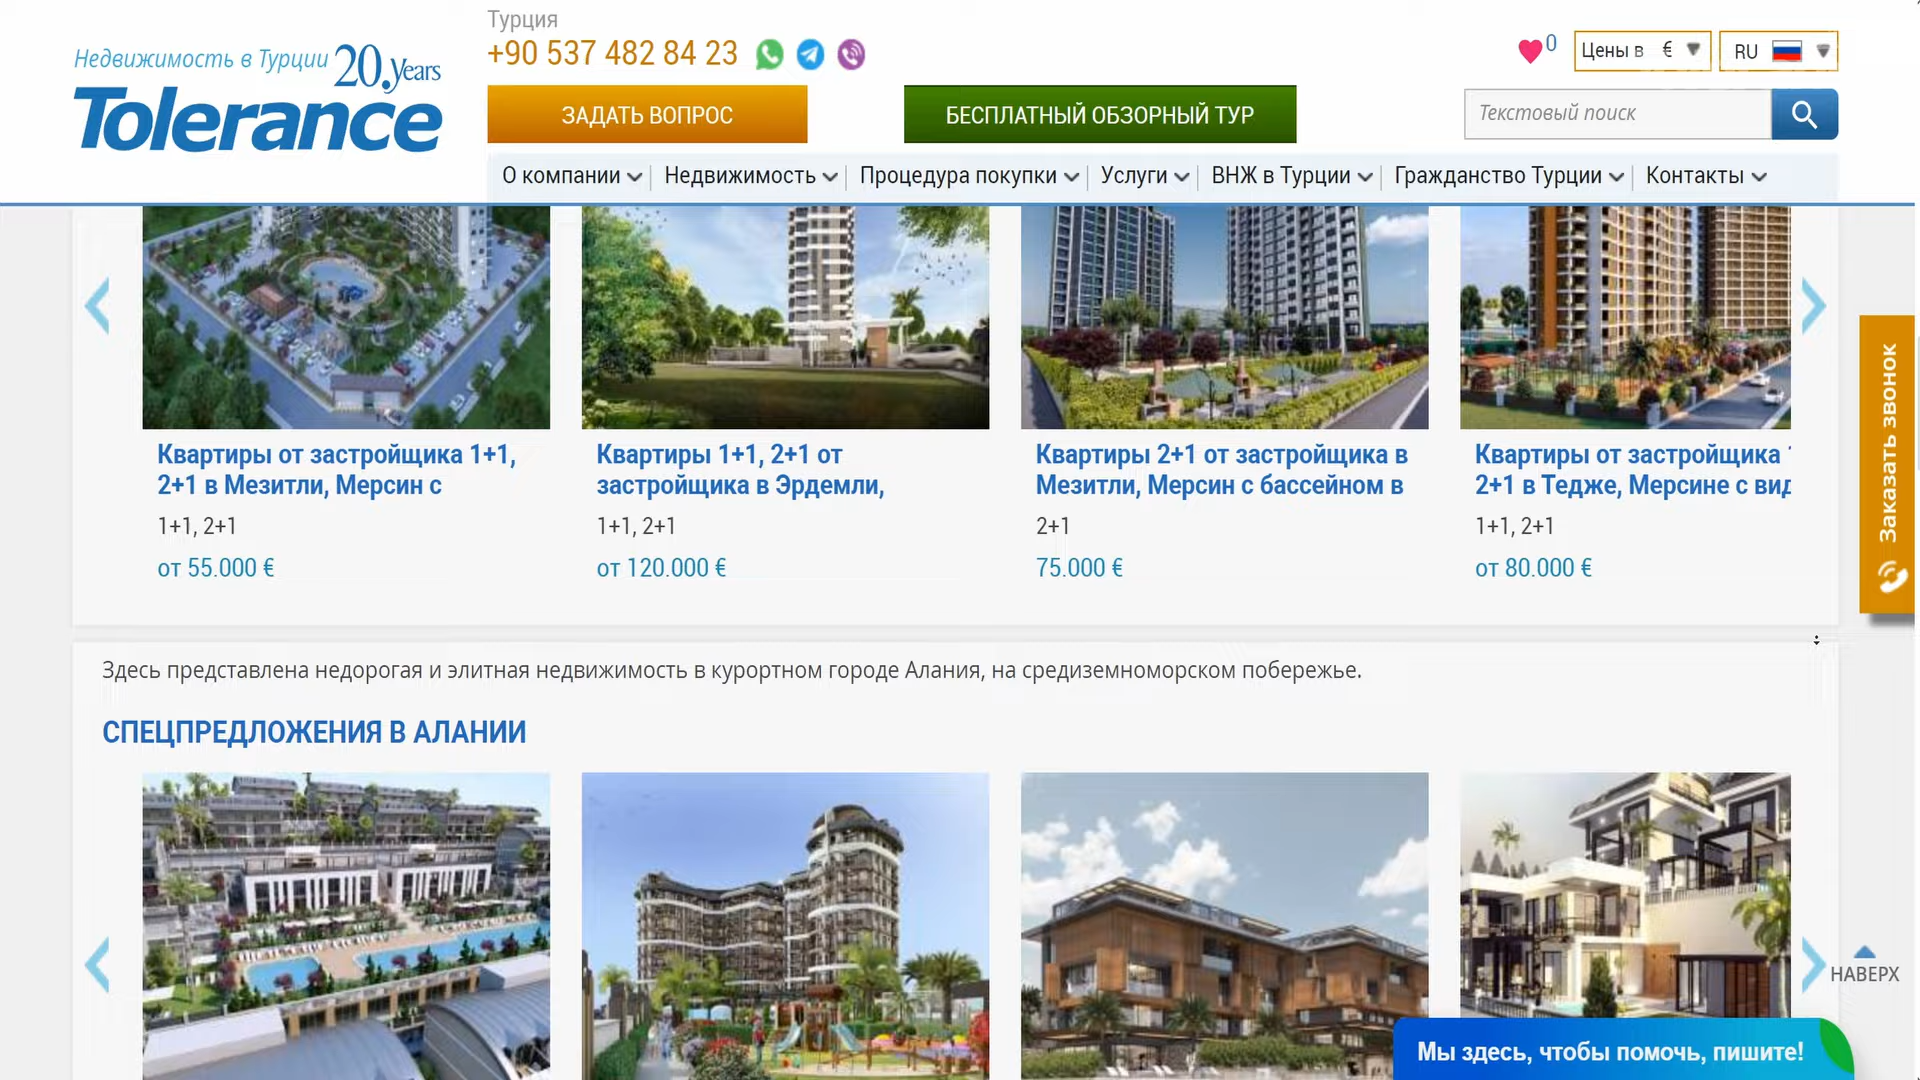 Турция
Недвижимость в Турции 20.years
Tolerance
+90 537 482 84 23
0
Цены в €
RU
ЗАДАТЬ ВОПРОС
БЕСПЛАТНЫЙ ОБЗОРНЫЙ ТУР
Текстовый поиск
О компании
Недвижимость
Процедура покупки
Услуги
ВНЖ в Турции
Гражданство Турции
Контакты
Квартиры от застройщика 1+1,
2+1 в Мезитли, Мерсин с
1+1, 2+1
от 55.000 €
Квартиры 1+1, 2+1 от
застройщика в Эрдемли,
1+1, 2+1
от 120.000 €
Квартиры 2+1 от застройщика в
Мезитли, Мерсин с бассейном в
2+1
75.000 €
Квартиры от застройщика
2+1 в Тедже, Мерсине с вид
1+1, 2+1
от 80.000 €
Заказать звонок
Здесь представлена недорогая и элитная недвижимость в курортном городе Алания, на средиземноморском побережье.
СПЕЦПРЕДЛОЖЕНИЯ В АЛАНИИ
НАВЕРХ
Мы здесь, чтобы помочь, пишите!